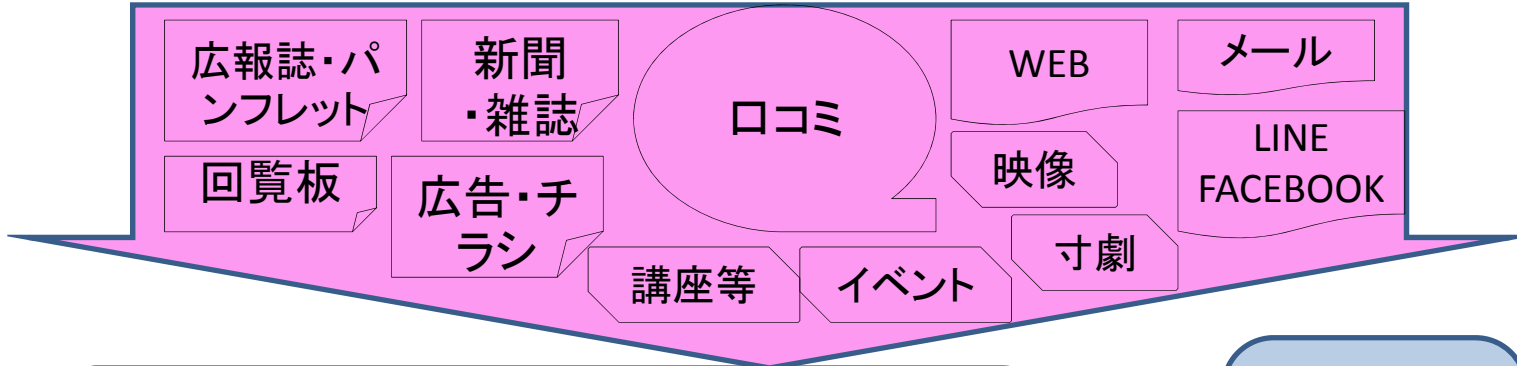 広報誌・パ
ンフレット
新聞
・雑誌
口コミ
WEB
メール
回覧板
広告・チ
ラシ
映像
LINE
FACEBOOK
講座等
イベント
寸劇